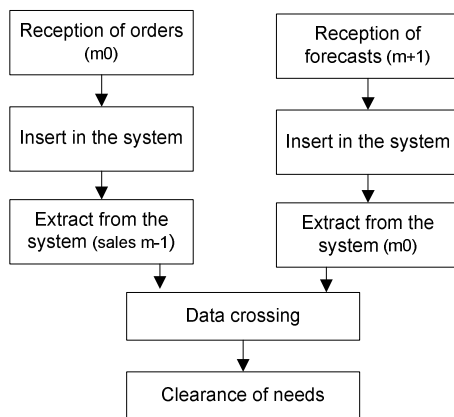 Reception of orders
(m0)
Reception of
forecasts (m+1)
Insert in the system
Insert in the system
Extract from the
system (sales m-1)
Extract from the
system (m0)
Data crossing
Clearance of needs